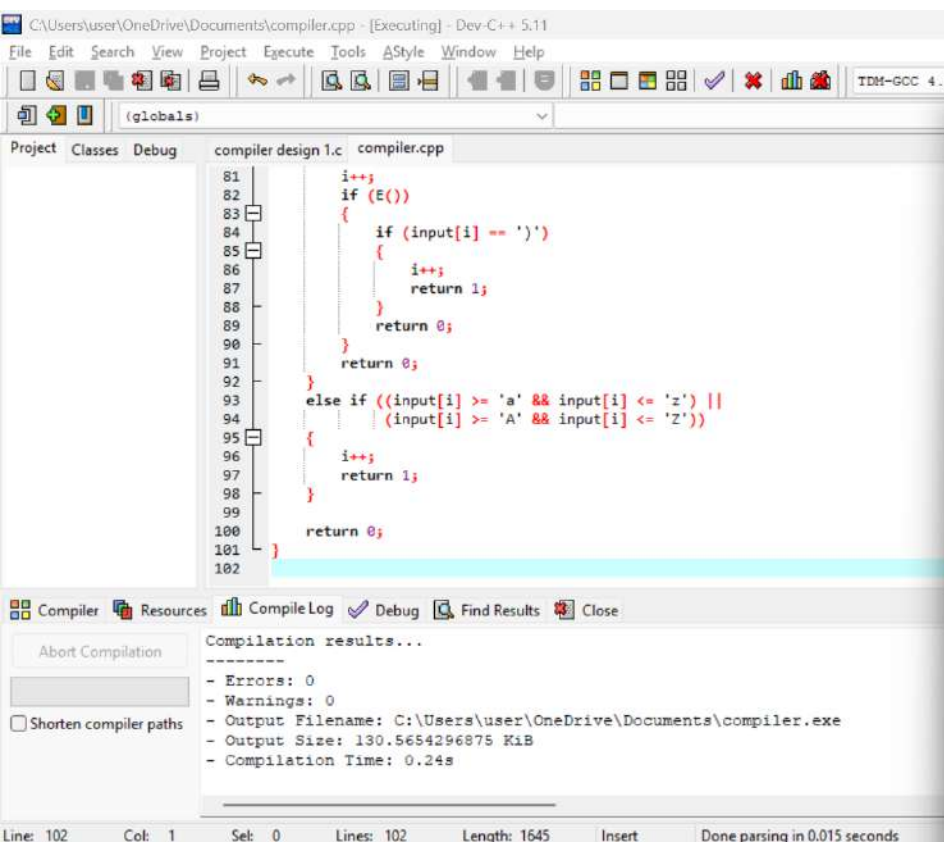 C:\Users\user\OneDrive\Documents\compiler.cpp - [Executing] - Dev-C++ 5.11
File Edit Search View Project Execute Tools AStyle Window Help
TDM-GCC 4.
(globals)
Project Classes Debug
compiler design 1.c compiler.cpp
81 i++;
82 if (E())
83 {
84 if (input[i] == ')')
85 {
86 i++;
87 return 1;
88 }
89 return 0;
90 }
91 return 0;
92 }
93 else if ((input[i] >= 'a' && input[i] <= 'z') ||
94 (input[i] >= 'A' && input[i] <= 'Z'))
95 {
96 i++;
97 return 1;
98 }
99
100 return 0;
101 }
102
Compiler Resources Compile Log Debug Find Results Close
Abort Compilation
Shorten compiler paths
Compilation results...
--------
- Errors: 0
- Warnings: 0
- Output Filename: C:\Users\user\OneDrive\Documents\compiler.exe
- Output Size: 130.5654296875 KiB
- Compilation Time: 0.24s
Line: 102 Col: 1 Sel: 0 Lines: 102 Length: 1645 Insert Done parsing in 0.015 seconds